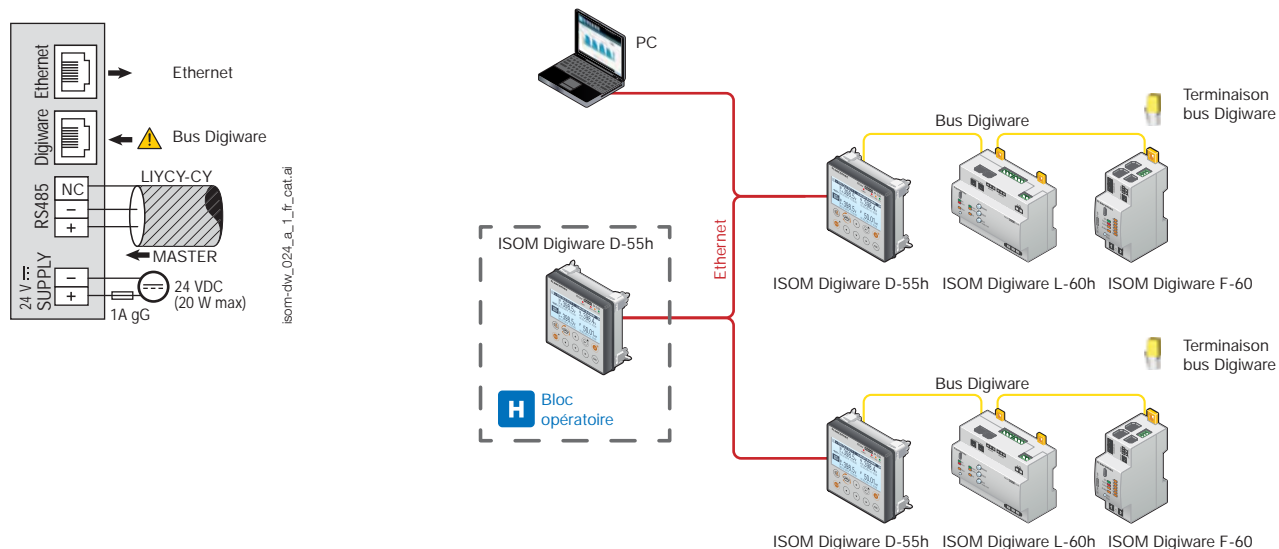 Ethernet
Ethernet
Digiware
Bus Digiware
LIYCY-CY
RS485
NC
–
+
MASTER
24 V
SUPPLY
–
+
24 VDC
(20 W max)
1A gG
isom-dw_024_a_1_fr_cat.ai
PC
Ethernet
ISOM Digiware D-55h
H
Bloc
opératoire
Bus Digiware
Terminaison
bus Digiware
ISOM Digiware D-55h
ISOM Digiware L-60h
ISOM Digiware F-60
Bus Digiware
Terminaison
bus Digiware
ISOM Digiware D-55h
ISOM Digiware L-60h
ISOM Digiware F-60